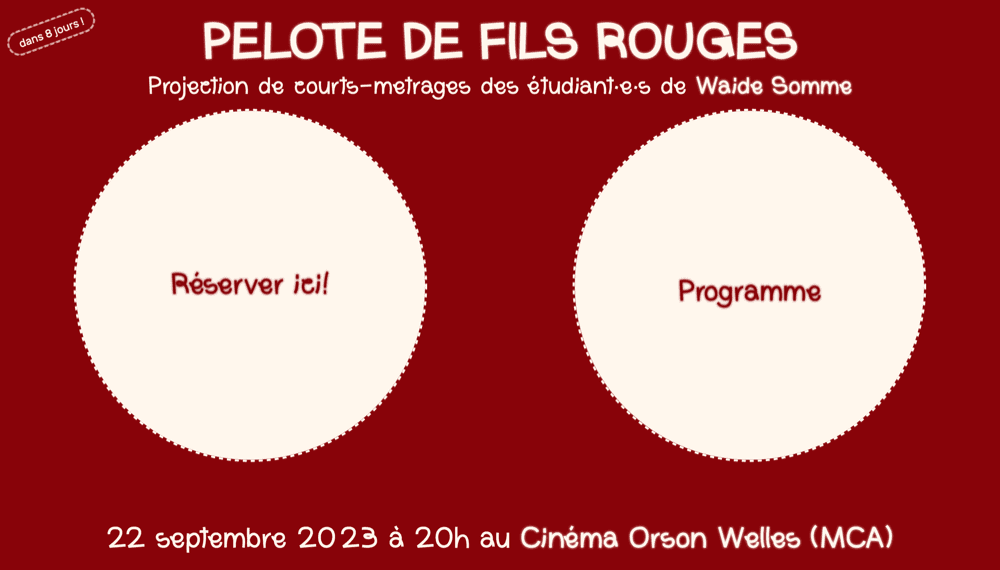 dans 8 jours !
PELOTE DE FILS ROUGES
Projection de courts-metrages des étudiant·e·s de Waide Somme
Réserver ici!
Programme
22 septembre 2023 à 20h au Cinéma Orson Welles (MCA)